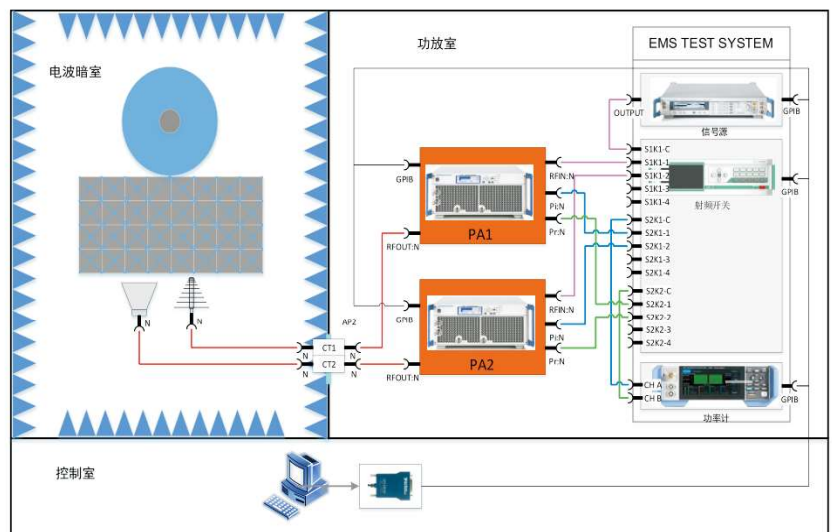 电波暗室
功放室
EMS TEST SYSTEM
OUTPUT
GPIB
信号源
S1K1-C
S1K1-1
S1K1-2
S1K1-3
S1K1-4
GPIB
射频开关
S2K1-C
S2K1-1
S2K1-2
S2K1-3
S1K1-4
S2K2-C
S2K2-1
S2K2-2
S2K2-3
S2K2-4
CH A
CH B
GPIB
功率计
GPIB
RFIN:N
Pi:N
Pr:N
RFOUT:N
PA1
AP2
GPIB
RFIN:N
Pi:N
Pr:N
RFOUT:N
PA2
N
N
CT1
N
N
CT2
N
N
控制室